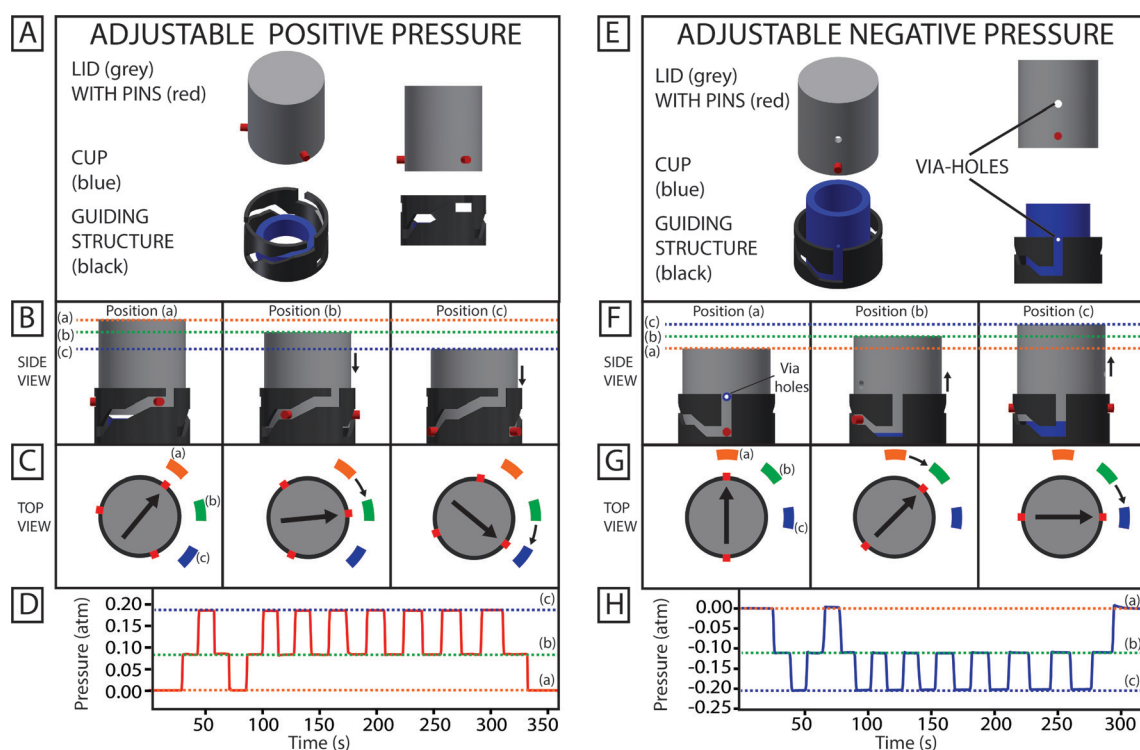 A
ADJUSTABLE POSITIVE PRESSURE
LID (grey)
WITH PINS (red)
CUP
(blue)
GUIDING
STRUCTURE
(black)
B
SIDE
VIEW
Position (a)
Position (b)
Position (c)
(a)
(b)
(c)
C
TOP
VIEW
(a)
(b)
(c)
D
Pressure (atm)
0.20
0.15
0.10
0.05
0.00
(c)
(b)
(a)
50 100 150 200 250 300 350
Time (s)
E
ADJUSTABLE NEGATIVE PRESSURE
LID (grey)
WITH PINS (red)
CUP
(blue)
VIA-HOLES
GUIDING
STRUCTURE
(black)
F
SIDE
VIEW
Position (a)
Position (b)
Position (c)
(c)
(b)
(a)
Via
holes
G
TOP
VIEW
(a)
(b)
(c)
H
Pressure (atm)
0.00
-0.05
-0.10
-0.15
-0.20
-0.25
(a)
(b)
(c)
50 100 150 200 250 300
Time (s)